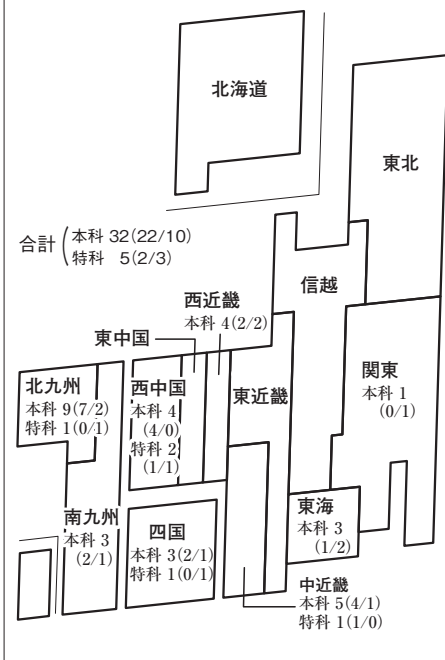 北海道
東北
合計
本科 32(22/10)
特科 5(2/3)
信越
西近畿
本科 4(2/2)
東中国
関東
本科 1
(0/1)
北九州
本科 9(7/2)
特科 1(0/1)
西中国
本科 4
(4/0)
特科 2
(1/1)
東近畿
東海
本科 3
(1/2)
南九州
本科 3
(2/1)
四国
本科 3(2/1)
特科 1(0/1)
中近畿
本科 5(4/1)
特科 1(1/0)